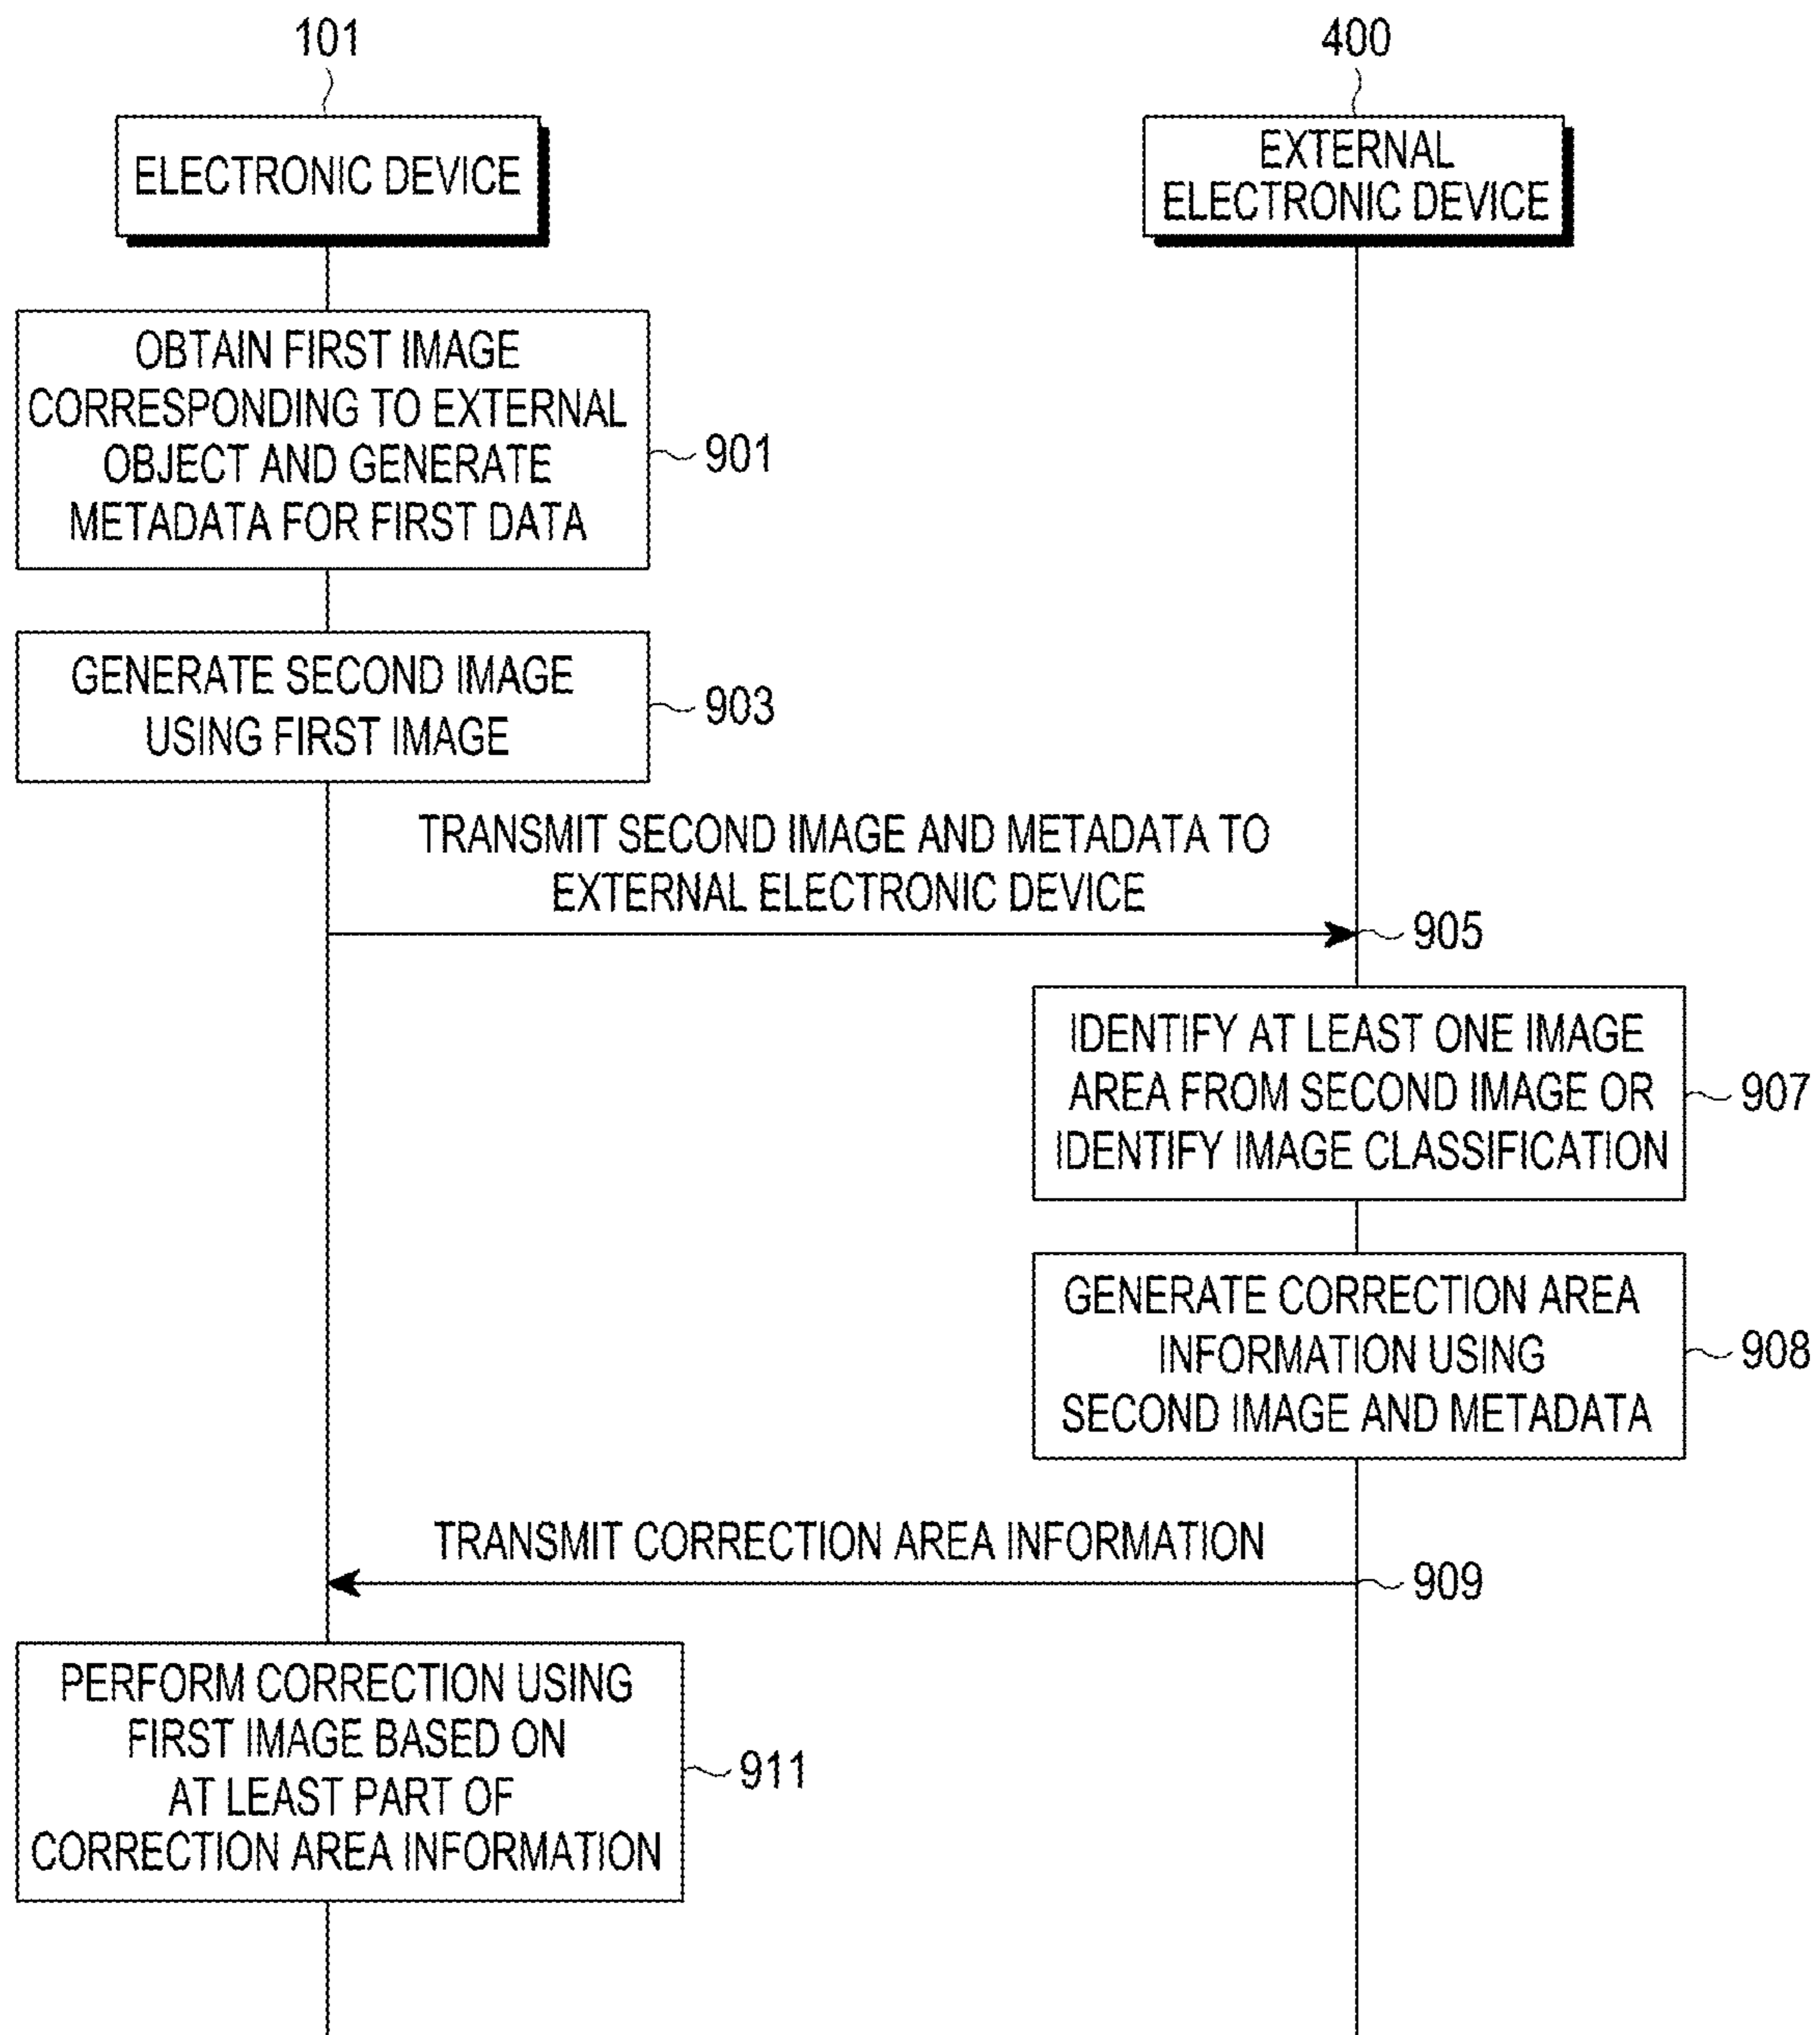 101
400
ELECTRONIC DEVICE
EXTERNAL
ELECTRONIC DEVICE
OBTAIN FIRST IMAGE
CORRESPONDING TO EXTERNAL
OBJECT AND GENERATE
METADATA FOR FIRST DATA
901
GENERATE SECOND IMAGE
USING FIRST IMAGE
903
TRANSMIT SECOND IMAGE AND METADATA TO
EXTERNAL ELECTRONIC DEVICE
905
IDENTIFY AT LEAST ONE IMAGE
AREA FROM SECOND IMAGE OR
IDENTIFY IMAGE CLASSIFICATION
907
GENERATE CORRECTION AREA
INFORMATION USING
SECOND IMAGE AND METADATA
908
TRANSMIT CORRECTION AREA INFORMATION
909
PERFORM CORRECTION USING
FIRST IMAGE BASED ON
AT LEAST PART OF
CORRECTION AREA INFORMATION
911